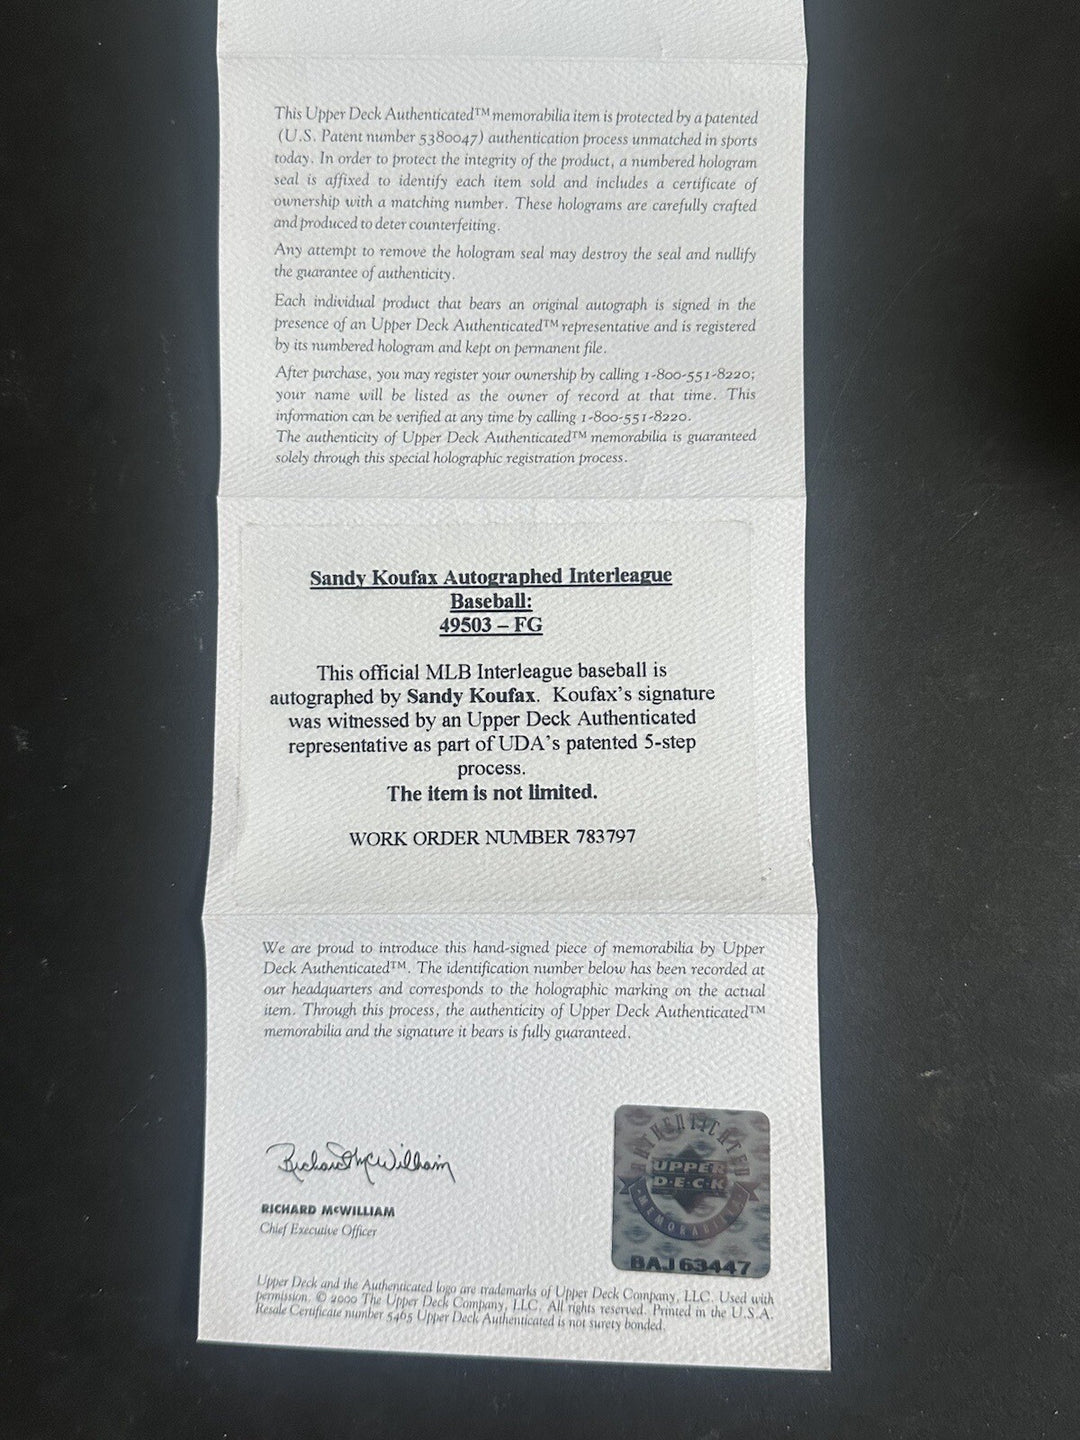 This Upper Deck Authenticated™ memorabilia item is protected by a patented
(U.S. Patent number 5380047) authentication process unmatched in sports
today. In order to protect the integrity of the product, a numbered hologram
seal is affixed to identify each item sold and includes a certificate of
ownership with a matching number. These holograms are carefully crafted
and produced to deter counterfeiting.
Any attempt to remove the hologram seal may destroy the seal and nullify
the guarantee of authenticity.
Each individual product that bears an original autograph is signed in the
presence of an Upper Deck Authenticated™ representative and is registered
by its numbered hologram and kept on permanent file.
After purchase, you may register your ownership by calling 1-800-551-8220;
your name will be listed as the owner of record at that time. This
information can be verified at any time by calling 1-800-551-8220.
The authenticity of Upper Deck Authenticated™ memorabilia is guaranteed
solely through this special holographic registration process.
Sandy Koufax Autographed Interleague
Baseball:
49503 – FG
This official MLB Interleague baseball is
autographed by Sandy Koufax. Koufax's signature
was witnessed by an Upper Deck Authenticated
representative as part of UDA's patented 5-step
process.
The item is not limited.
WORK ORDER NUMBER 783797
We are proud to introduce this hand-signed piece of memorabilia by Upper
Deck Authenticated™. The identification number below has been recorded at
our headquarters and corresponds to the holographic marking on the actual
item. Through this process, the authenticity of Upper Deck Authenticated™
memorabilia and the signature it bears is fully guaranteed.
Richard McWilliam
RICHARD McWILLIAM
Chief Executive Officer
AUTHENTICATED
UPPER
D·E·C·K
MEMORABILIA
BAJ63447
Upper Deck and the Authenticated logo are trademarks of Upper Deck Company, LLC. Used with
permission. © 2000 The Upper Deck Company, LLC. All rights reserved. Printed in the U.S.A.
Resale Certificate number 5465 Upper Deck Authenticated is not surety bonded.